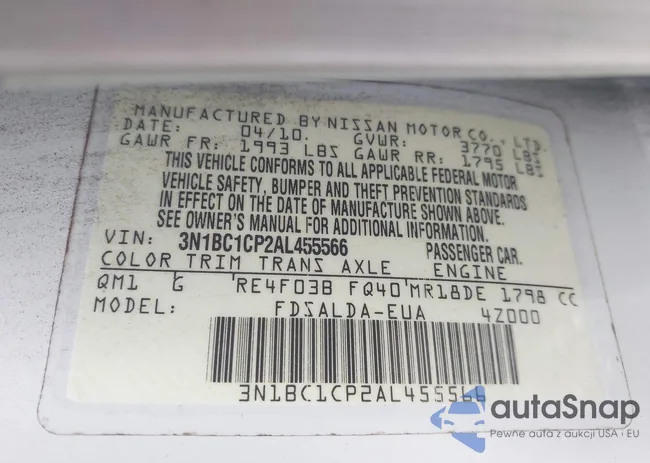 MANUFACTURED BY NISSAN MOTOR CO., LTD.
DATE: 04/10. GVWR: 3770 LBS
GAWR FR: 1993 LBS GAWR RR: 1795 LBS
THIS VEHICLE CONFORMS TO ALL APPLICABLE FEDERAL MOTOR
VEHICLE SAFETY, BUMPER AND THEFT PREVENTION STANDARDS
IN EFFECT ON THE DATE OF MANUFACTURE SHOWN ABOVE.
SEE OWNER'S MANUAL FOR ADDITIONAL INFORMATION.
VIN: 3N1BC1CP2AL455566 PASSENGER CAR.
COLOR TRIM TRANS AXLE ENGINE
QM1 G RE4F03B FQ40 MR18DE 1798 CC
MODEL: FDSALDA-EUA 4Z000
3N1BC1CP2AL455566
autaSnap
Pewne auta z aukcji USA i EU